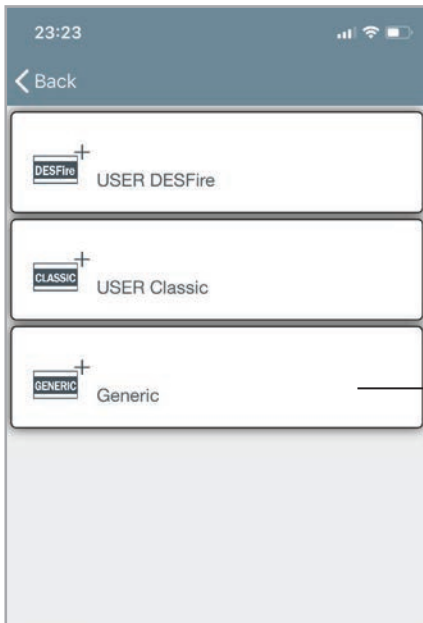 23:23
Back
DESFire
USER DESFire
CLASSIC
USER Classic
GENERIC
Generic